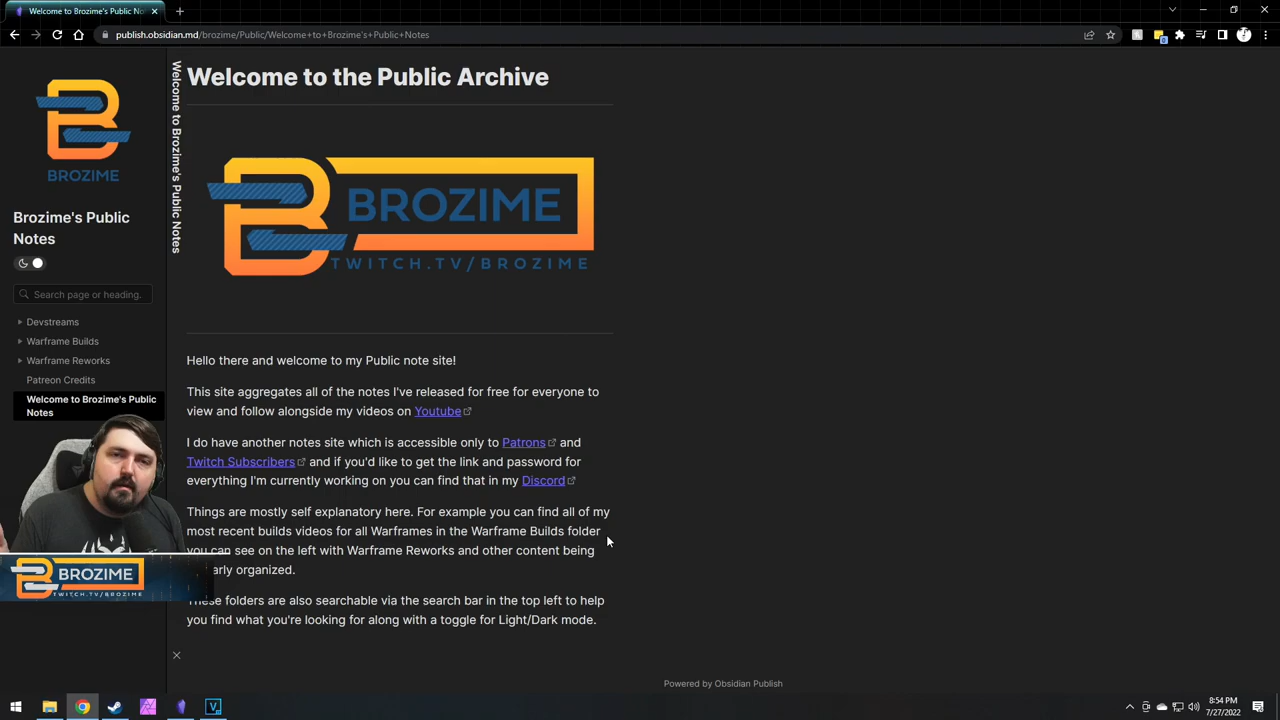 Welcome to Brozime's Public No
publish.obsidian.md/brozime/Public/Welcome+to+Brozime's+Public+Notes
BROZIME
Brozime's Public
Notes
Search page or heading.
Devstreams
Warframe Builds
Warframe Reworks
Patreon Credits
Welcome to Brozime's Public
Notes
Welcome to Brozime's Public Notes
Welcome to the Public Archive
BROZIME
TWITCH.TV/BROZIME
Hello there and welcome to my Public note site!
This site aggregates all of the notes I've released for free for everyone to
view and follow alongside my videos on Youtube
I do have another notes site which is accessible only to Patrons and
Twitch Subscribers and if you'd like to get the link and password for
everything I'm currently working on you can find that in my Discord
Things are mostly self explanatory here. For example you can find all of my
most recent builds videos for all Warframes in the Warframe Builds folder
you can see on the left with Warframe Reworks and other content being
arly organized.
These folders are also searchable via the search bar in the top left to help
you find what you're looking for along with a toggle for Light/Dark mode.
BROZIME
TWITCH.TV/BROZIME
Powered by Obsidian Publish
8:54 PM
7/27/2022